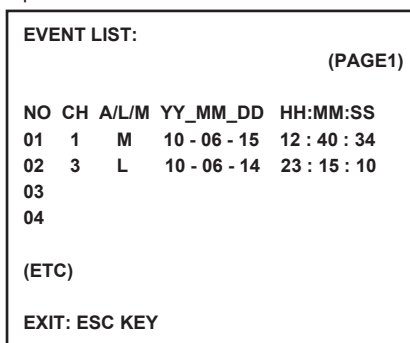 EVENT LIST:
(PAGE1)
NO CH A/L/M YY_MM_DD HH:MM:SS
01 1 M 10 - 06 - 15 12 : 40 : 34
02 3 L 10 - 06 - 14 23 : 15 : 10
03
04
(ETC)
EXIT: ESC KEY